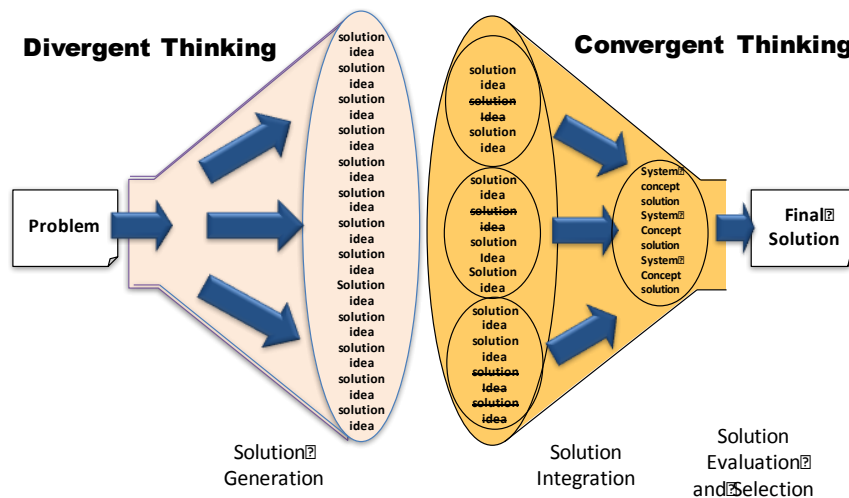 Divergent Thinking
Convergent Thinking
Problem
solution
idea
solution
idea
solution
idea
solution
idea
solution
idea
solution
idea
solution
idea
solution
idea
Solution
idea
solution
idea
solution
idea
solution
idea
solution
idea
solution
idea
solution
Idea
solution
idea
solution
idea
solution
idea
solution
Idea
Solution
idea
solution
idea
solution
idea
solution
Idea
solution
idea
System
concept
solution
System
Concept
solution
System
Concept
solution
Final
Solution
Solution
Generation
Solution
Integration
Solution
Evaluation
and Selection